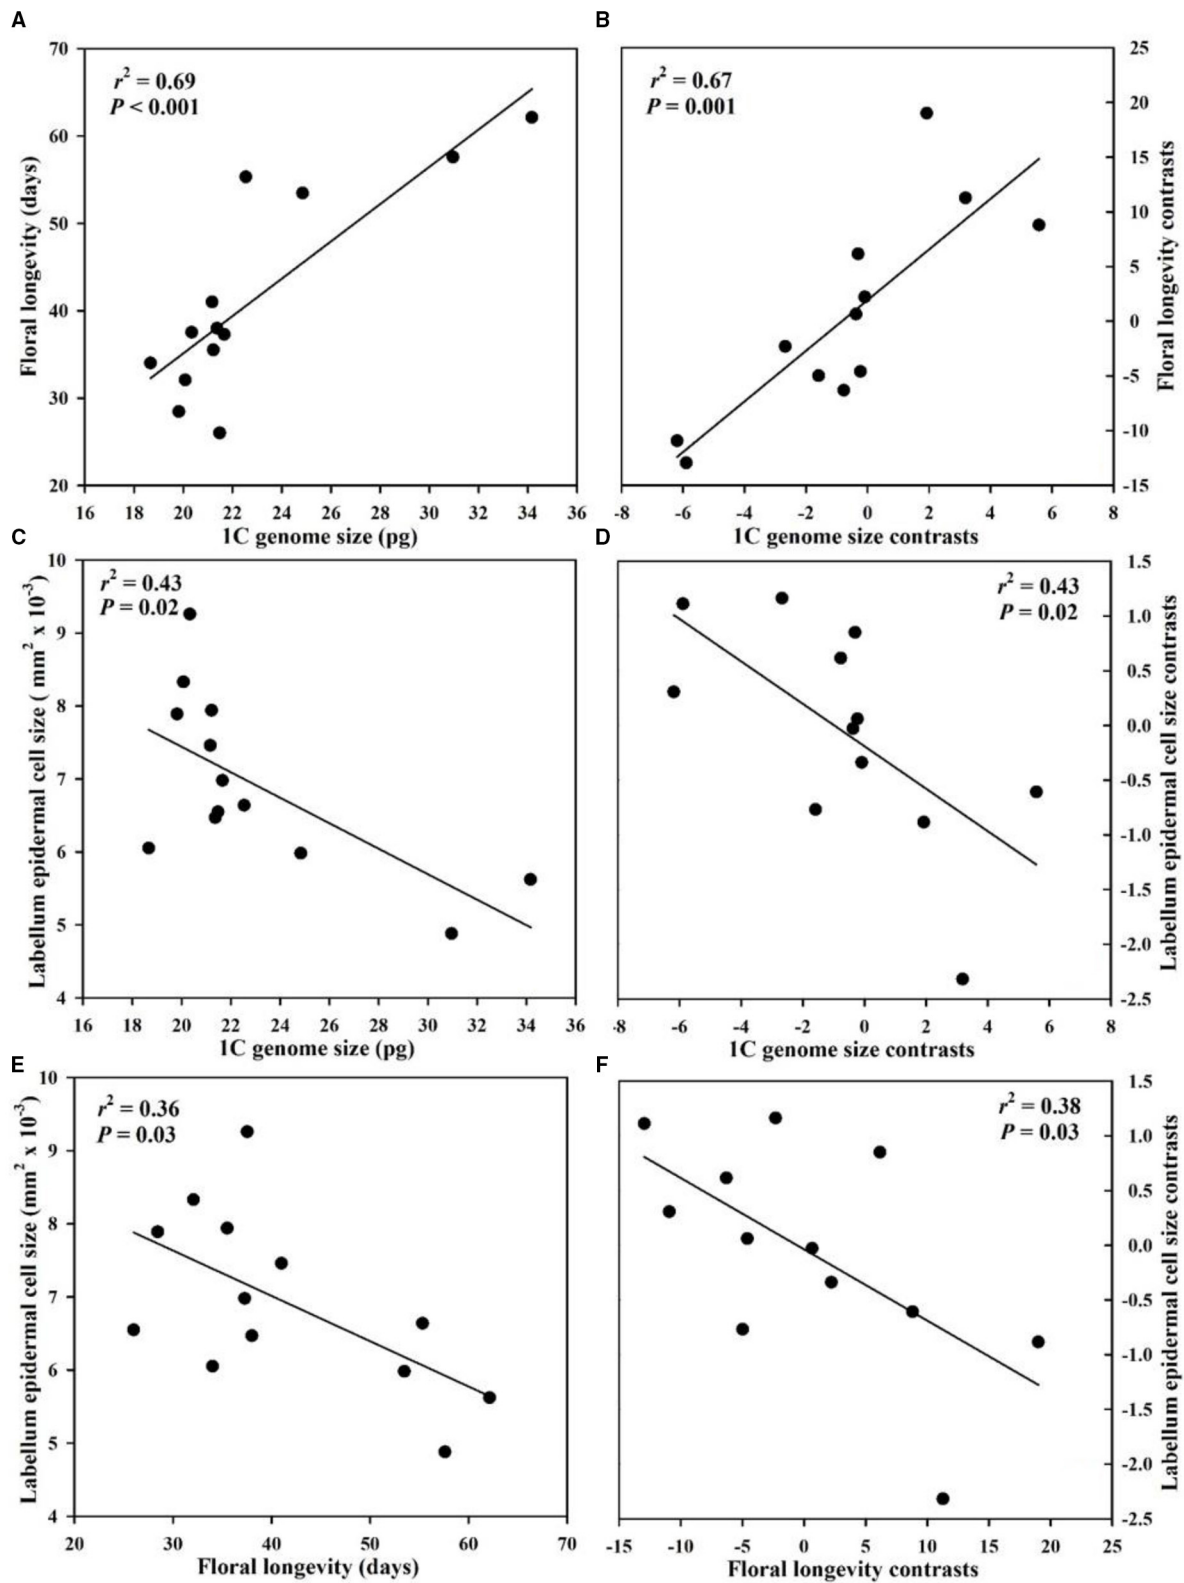 A
B
r² = 0.69
P < 0.001
r² = 0.67
P = 0.001
70
60
50
40
30
20
Floral longevity (days)
25
20
15
10
5
0
-5
-10
-15
Floral longevity contrasts
16 18 20 22 24 26 28 30 32 34 36
1C genome size (pg)
-8 -6 -4 -2 0 2 4 6 8
1C genome size contrasts
C
D
r² = 0.43
P = 0.02
r² = 0.43
P = 0.02
10
9
8
7
6
5
4
Labellum epidermal cell size ( mm² x 10⁻³)
1.5
1.0
0.5
0.0
-0.5
-1.0
-1.5
-2.0
-2.5
Labellum epidermal cell size contrasts
16 18 20 22 24 26 28 30 32 34 36
1C genome size (pg)
-8 -6 -4 -2 0 2 4 6 8
1C genome size contrasts
E
F
r² = 0.36
P = 0.03
r² = 0.38
P = 0.03
10
9
8
7
6
5
4
Labellum epidermal cell size (mm² x 10⁻³)
1.5
1.0
0.5
0.0
-0.5
-1.0
-1.5
-2.0
-2.5
Labellum epidermal cell size contrasts
20 30 40 50 60 70
Floral longevity (days)
-15 -10 -5 0 5 10 15 20 25
Floral longevity contrasts